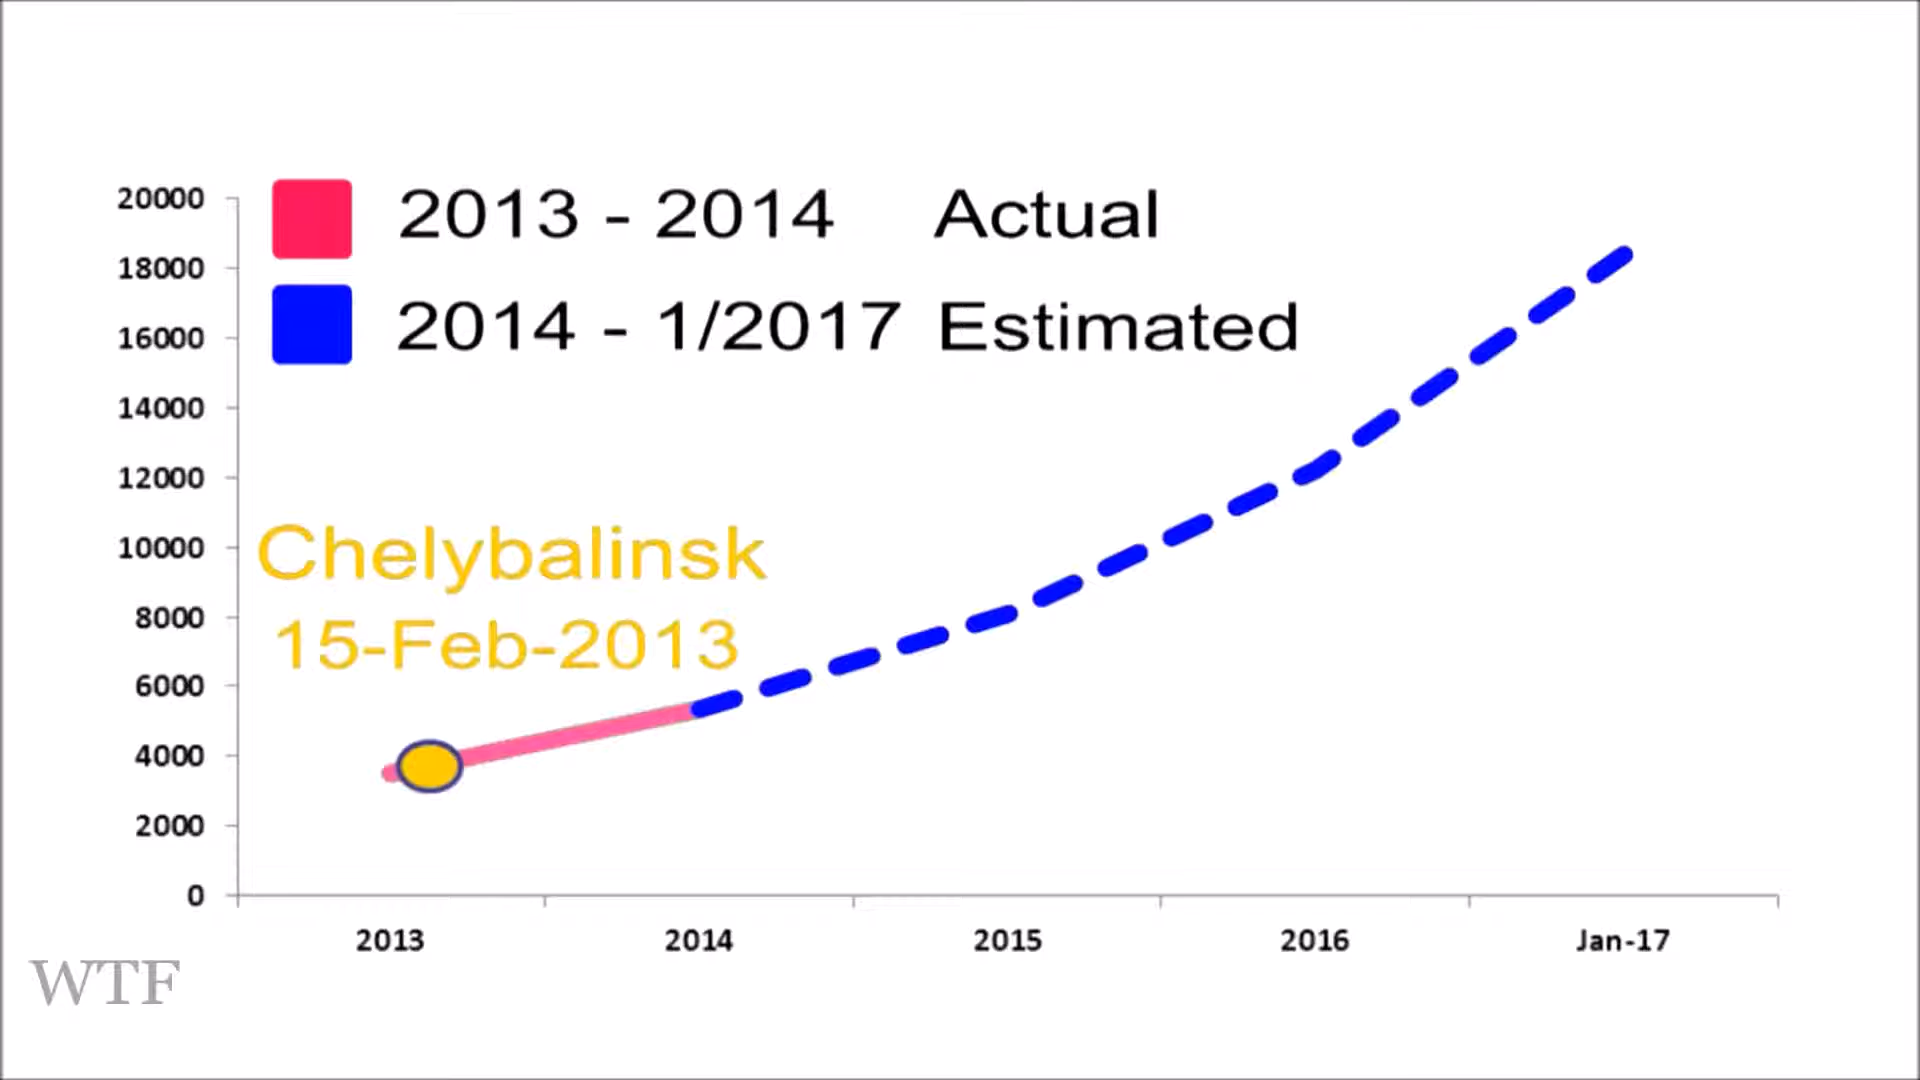 2013 - 2014 Actual
2014 - 1/2017 Estimated
20000
18000
16000
14000
12000
10000
8000
6000
4000
2000
0
Chelybalinsk
15-Feb-2013
2013 2014 2015 2016 Jan-17
WTF